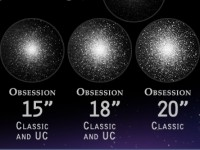 OBSESSION OBSESSION OBSESSION
15” 18” 20”
CLASSIC CLASSIC CLASSIC
AND UC AND UC